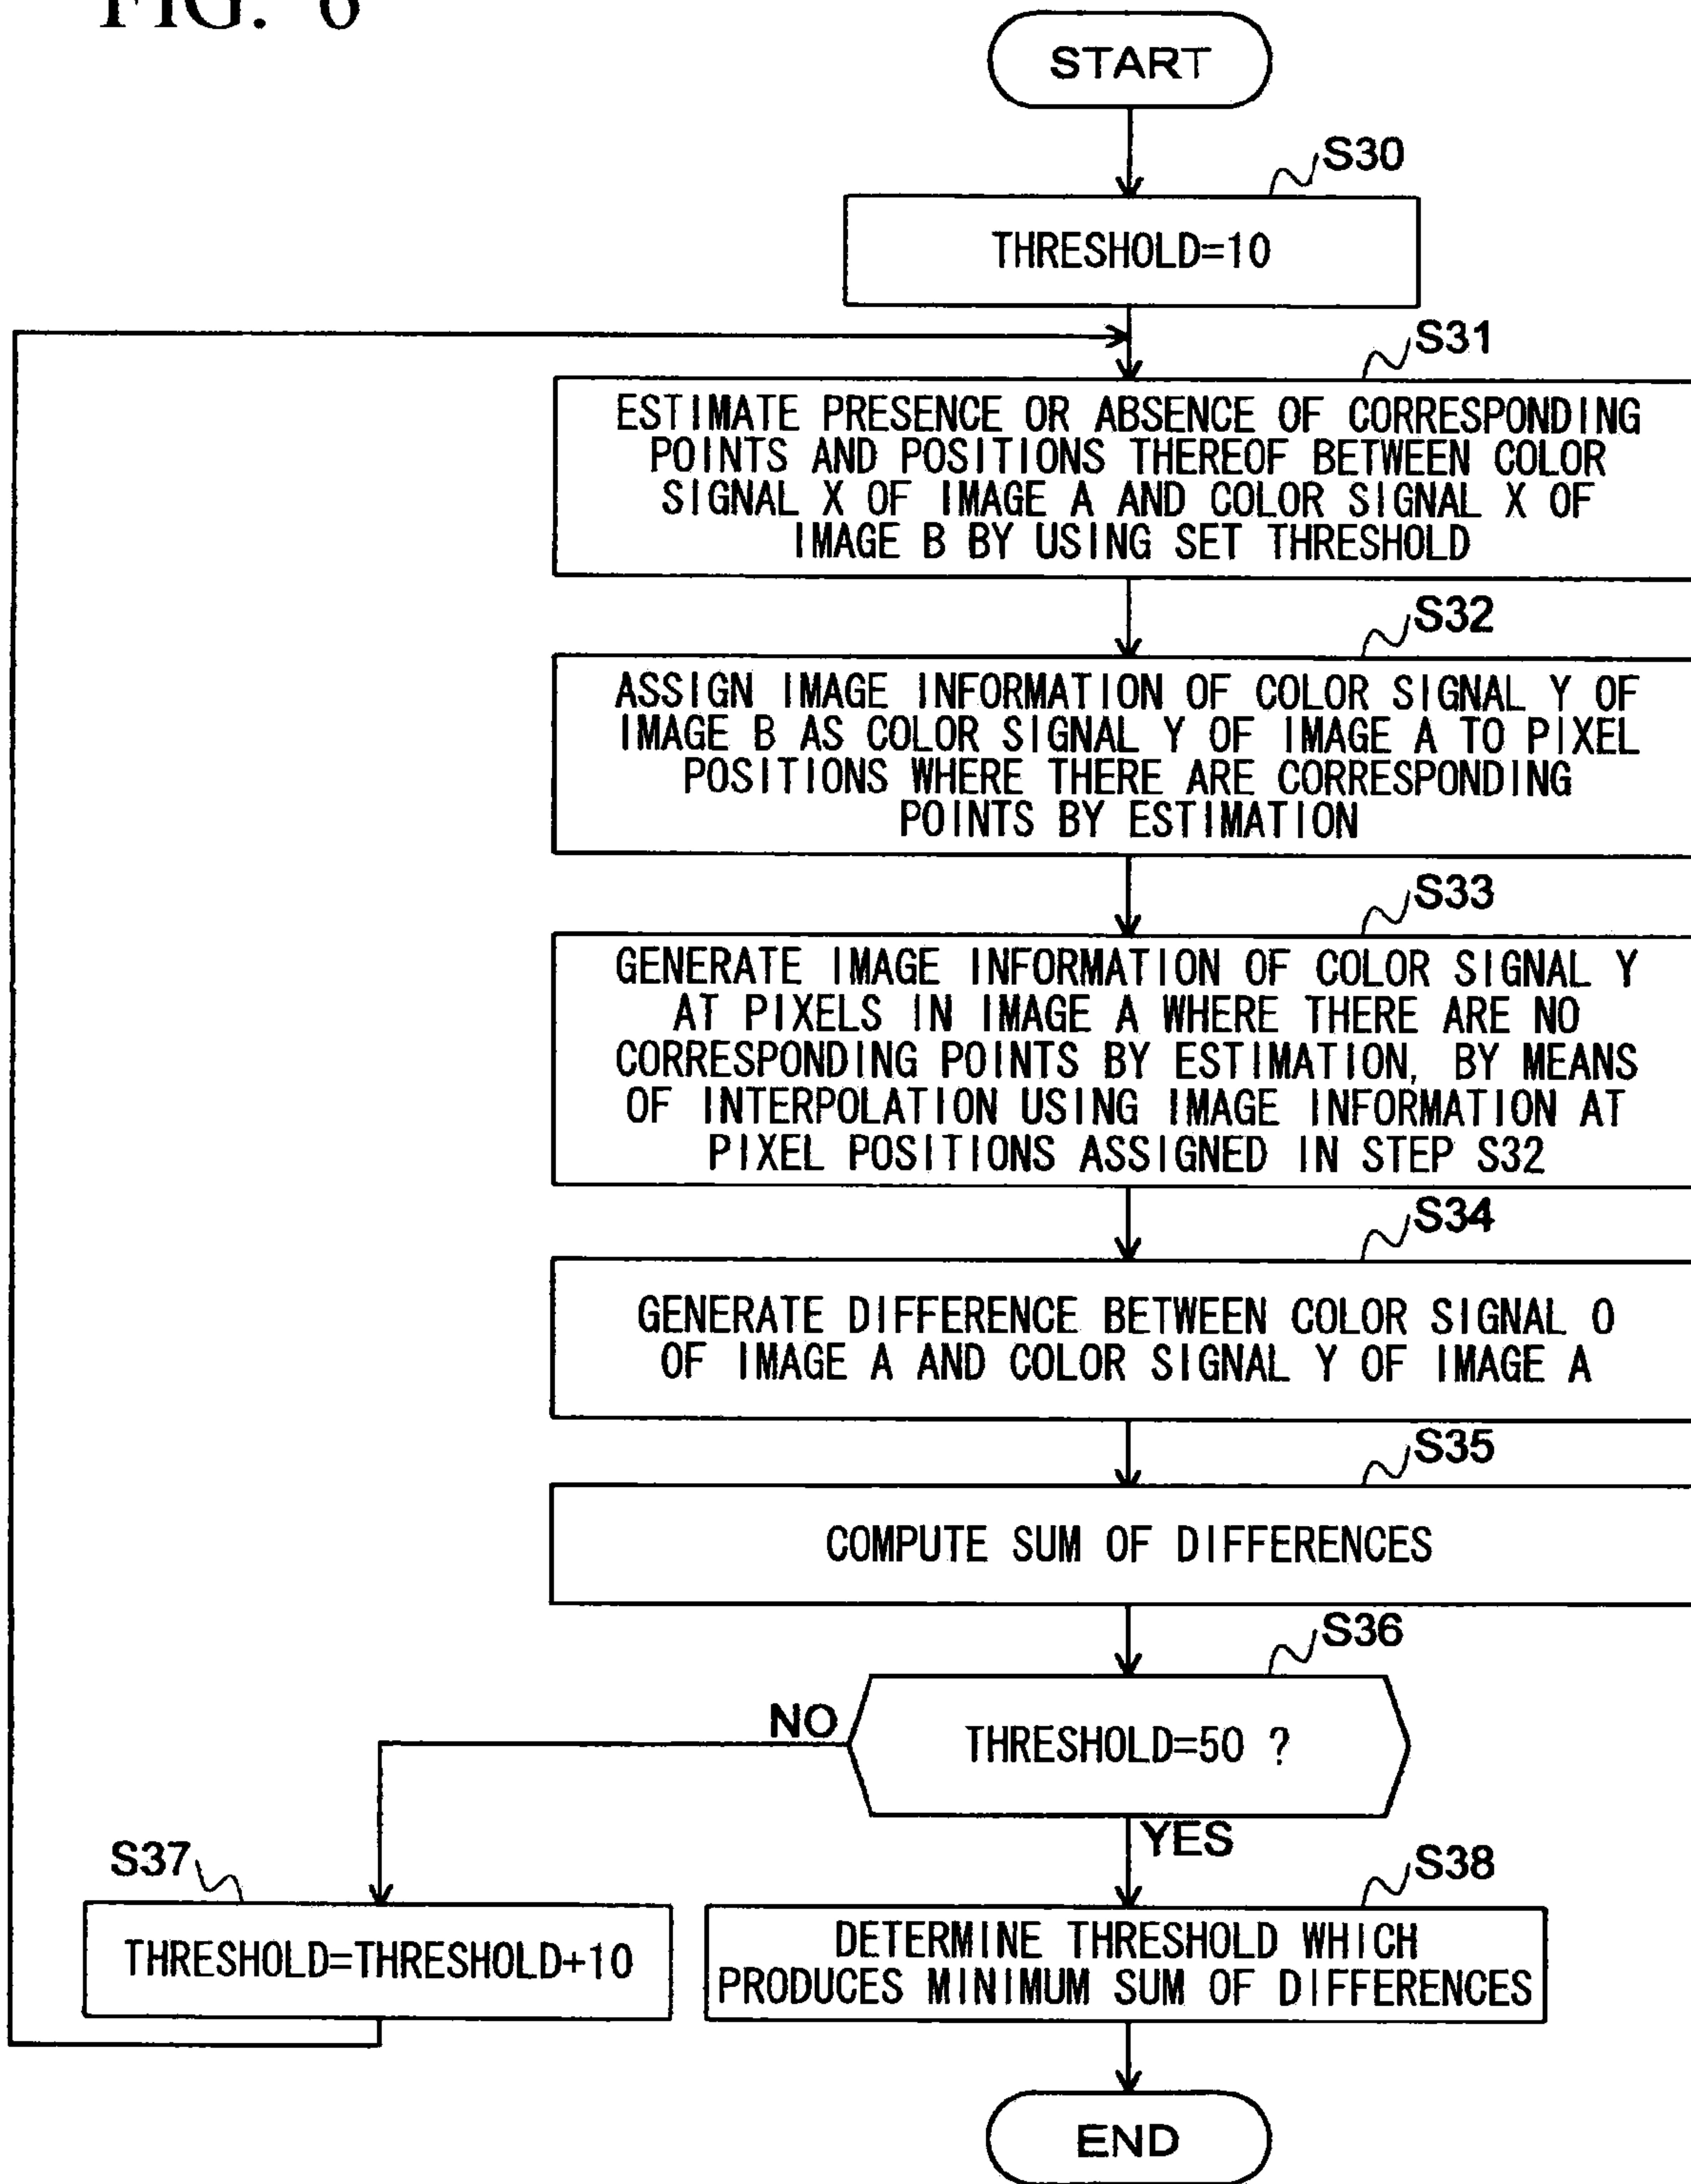 FIG. 6
START
S30
THRESHOLD=10
S31
ESTIMATE PRESENCE OR ABSENCE OF CORRESPONDING
POINTS AND POSITIONS THEREOF BETWEEN COLOR
SIGNAL X OF IMAGE A AND COLOR SIGNAL X OF
IMAGE B BY USING SET THRESHOLD
S32
ASSIGN IMAGE INFORMATION OF COLOR SIGNAL Y OF
IMAGE B AS COLOR SIGNAL Y OF IMAGE A TO PIXEL
POSITIONS WHERE THERE ARE CORRESPONDING
POINTS BY ESTIMATION
S33
GENERATE IMAGE INFORMATION OF COLOR SIGNAL Y
AT PIXELS IN IMAGE A WHERE THERE ARE NO
CORRESPONDING POINTS BY ESTIMATION, BY MEANS
OF INTERPOLATION USING IMAGE INFORMATION AT
PIXEL POSITIONS ASSIGNED IN STEP S32
S34
GENERATE DIFFERENCE BETWEEN COLOR SIGNAL O
OF IMAGE A AND COLOR SIGNAL Y OF IMAGE A
S35
COMPUTE SUM OF DIFFERENCES
S36
THRESHOLD=50 ?
NO
YES
S37
THRESHOLD=THRESHOLD+10
S38
DETERMINE THRESHOLD WHICH
PRODUCES MINIMUM SUM OF DIFFERENCES
END